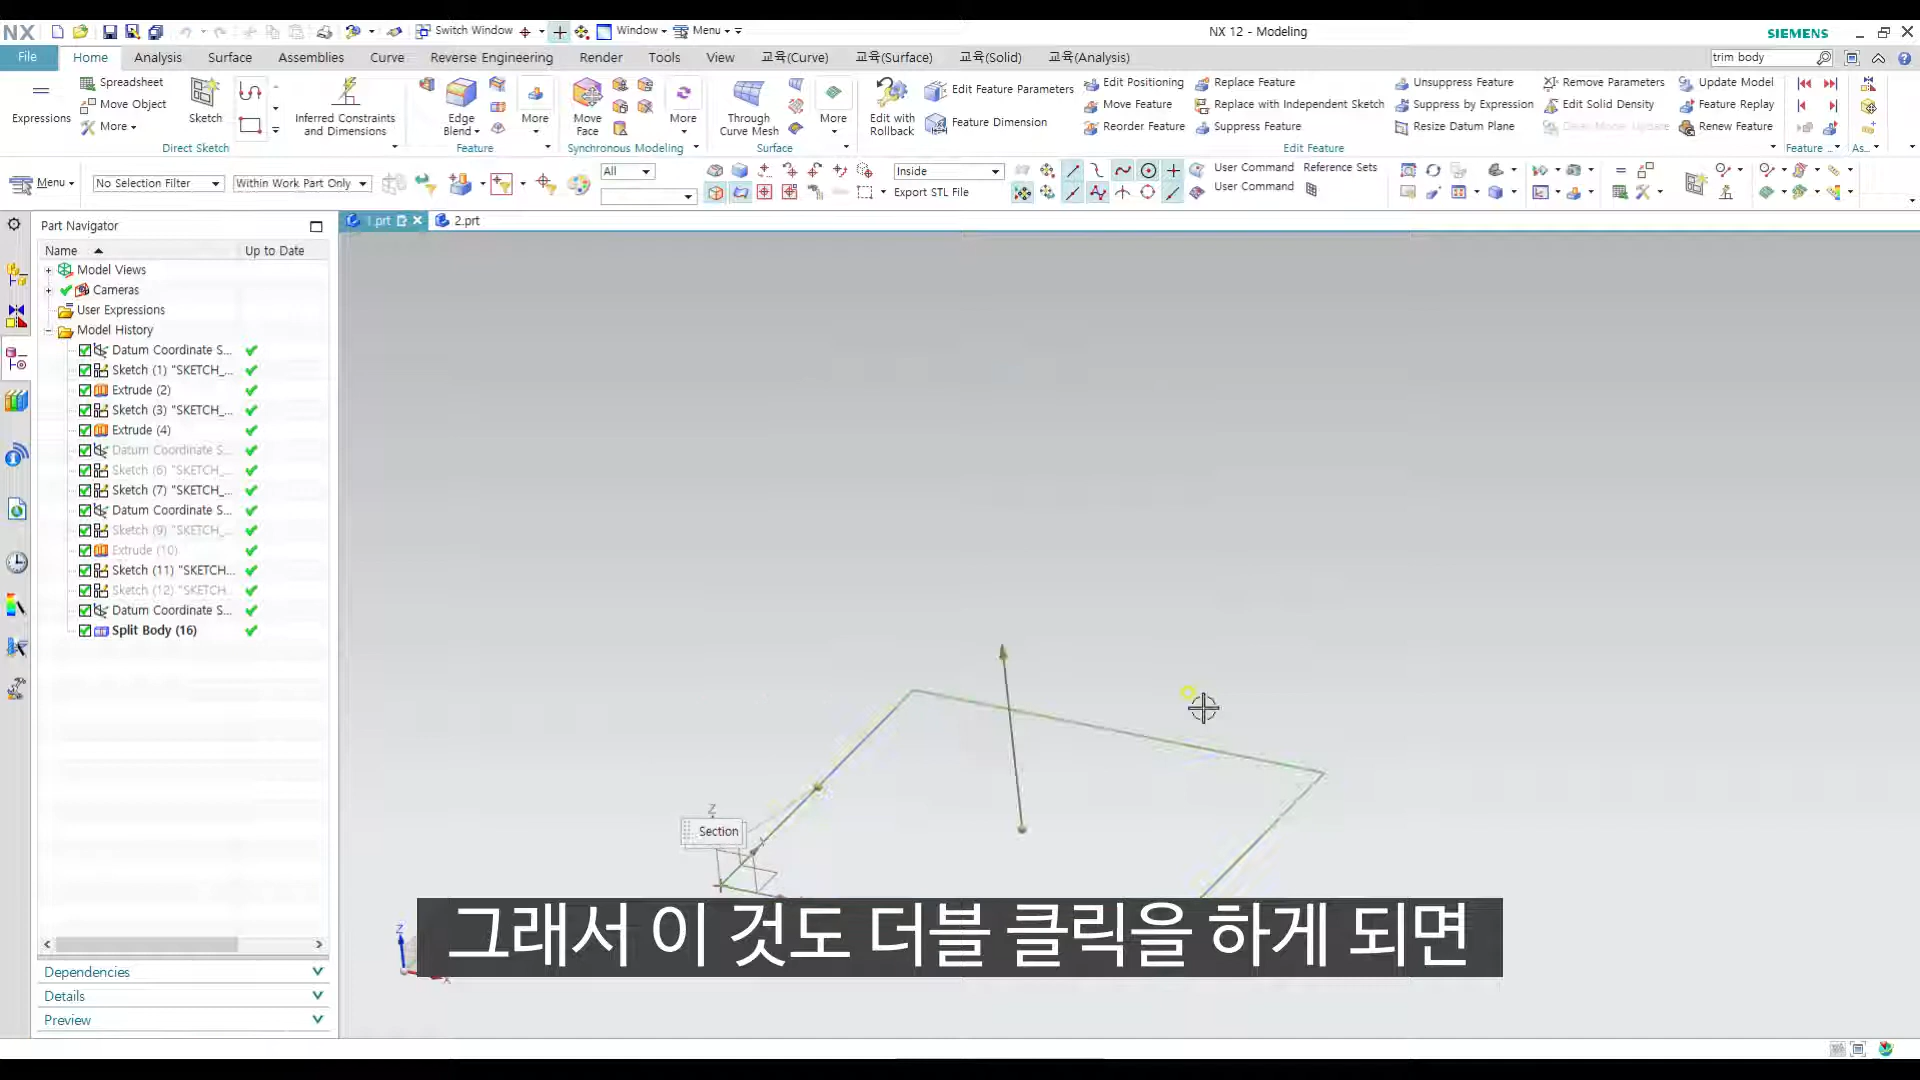 NX
Switch Window
Window
Menu
NX 12 - Modeling
SIEMENS
File
Home
Analysis
Surface
Assemblies
Curve
Reverse Engineering
Render
Tools
View
교육(Curve)
교육(Surface)
교육(Solid)
교육(Analysis)
trim body
Expressions
Spreadsheet
Move Object
More
Sketch
Inferred Constraints
and Dimensions
Direct Sketch
Edge
Blend
More
Feature
Move
Face
More
Synchronous Modeling
Through
Curve Mesh
More
Surface
Edit with
Rollback
Edit Feature Parameters
Feature Dimension
Edit Positioning
Move Feature
Reorder Feature
Replace Feature
Replace with Independent Sketch
Suppress Feature
Unsuppress Feature
Suppress by Expression
Resize Datum Plane
Remove Parameters
Edit Solid Density
Update Model
Feature Replay
Renew Feature
Edit Feature
Feature ...
As...
Menu
No Selection Filter
Within Work Part Only
All
Inside
Export STL File
User Command
User Command
Reference Sets
Part Navigator
1.prt
2.prt
Name
Up to Date
Model Views
Cameras
User Expressions
Model History
Datum Coordinate S...
Sketch (1) "SKETCH_...
Extrude (2)
Sketch (3) "SKETCH_...
Extrude (4)
Datum Coordinate S...
Sketch (6) "SKETCH_...
Sketch (7) "SKETCH_...
Datum Coordinate S...
Sketch (9) "SKETCH_...
Extrude (10)
Sketch (11) "SKETCH...
Sketch (12) "SKETCH...
Datum Coordinate S...
Split Body (16)
Z
Section
Z
X
그래서 이 것도 더블 클릭을 하게 되면
Dependencies
Details
Preview